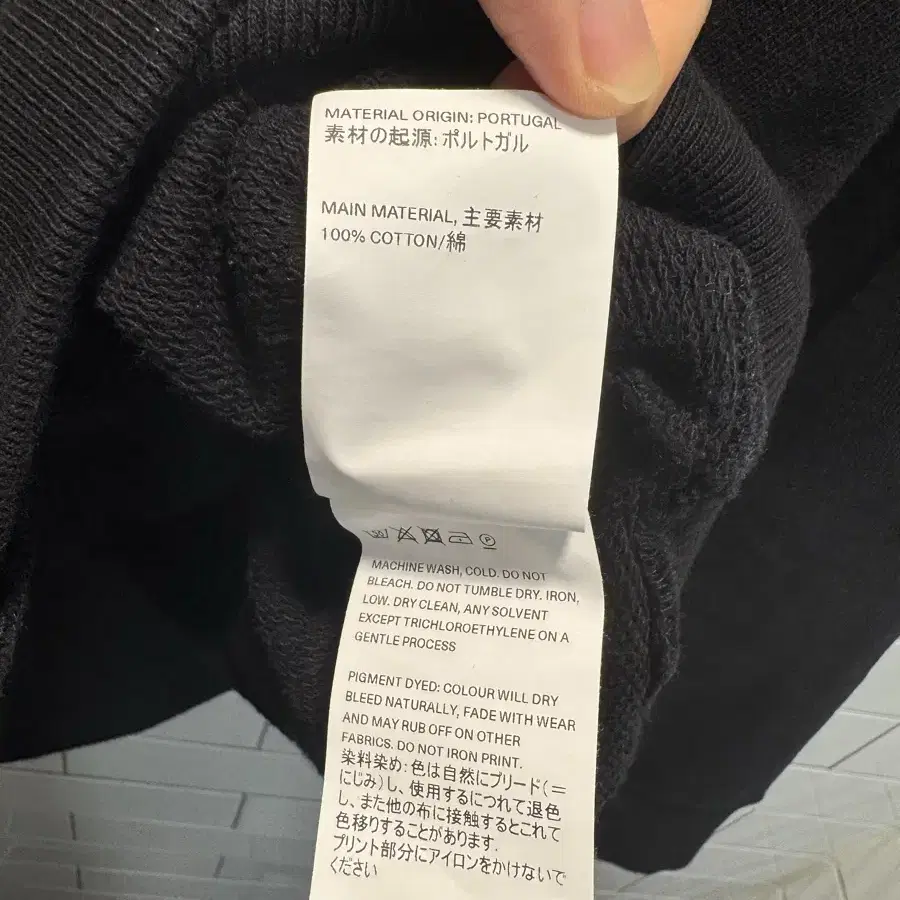 MATERIAL ORIGIN: PORTUGAL
素材の起源: ポルトガル
MAIN MATERIAL, 主要素材
100% COTTON/綿
MACHINE WASH, COLD. DO NOT
BLEACH. DO NOT TUMBLE DRY. IRON,
LOW. DRY CLEAN, ANY SOLVENT
EXCEPT TRICHLOROETHYLENE ON A
GENTLE PROCESS
PIGMENT DYED: COLOUR WILL DRY
BLEED NATURALLY, FADE WITH WEAR
AND MAY RUB OFF ON OTHER
FABRICS. DO NOT IRON PRINT.
染料染め: 色は自然にブリード(=
にじみ)し、使用するにつれて退色
し、また他の布に接触するとこれて
色移りすることがあります.
プリント部分にアイロンをかけないで
ください